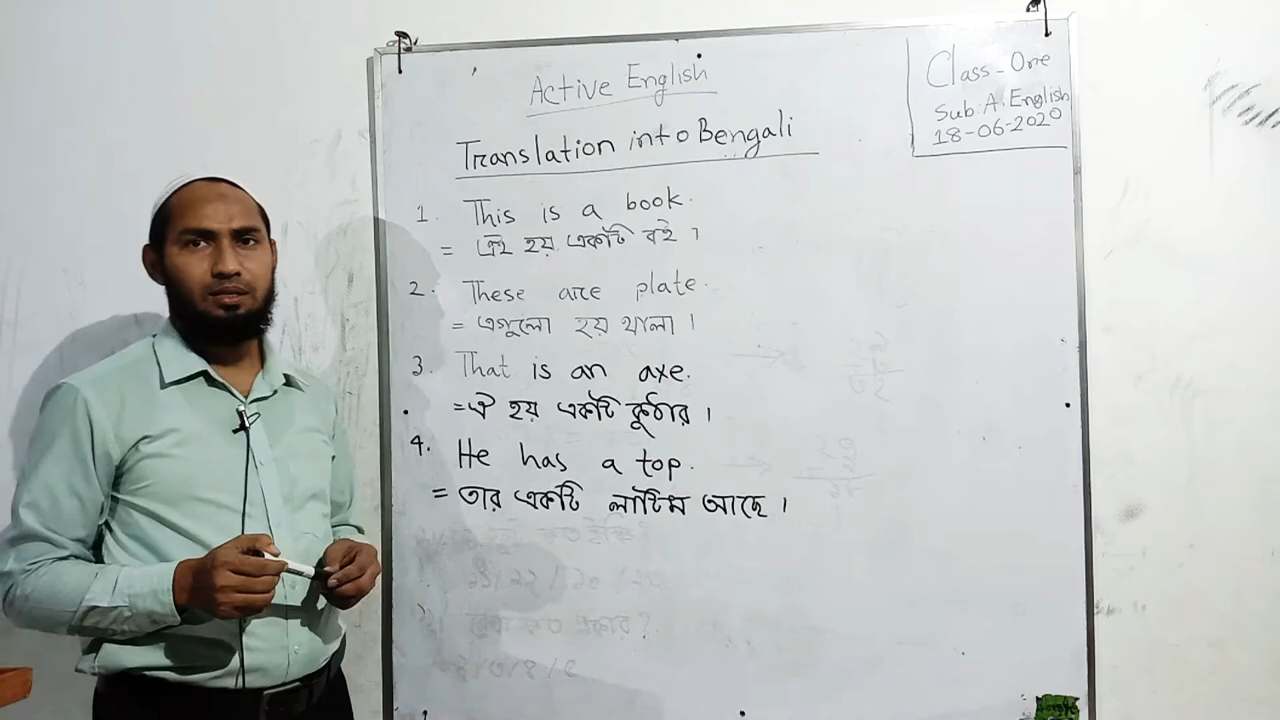 Active English
Class-One
Sub: A. English
18-06-2020
Translation into Bengali
1. This is a book.
= এই হয় একটি বই।
2. These are plate.
= এগুলো হয় থালা।
3. That is an axe.
= ঐ হয় একটি কুঠার।
4. He has a top.
= তার একটি লাটিম আছে।